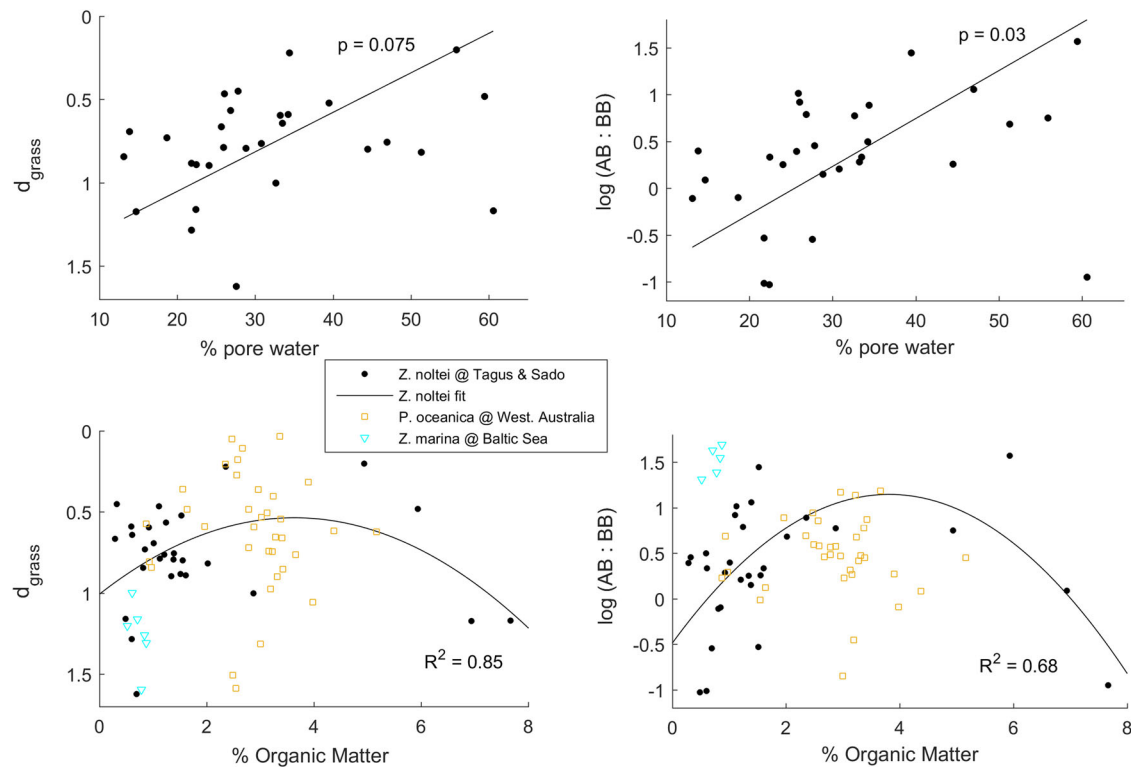 0
0.5
1
1.5
d_grass
p = 0.075
10
20
30
40
50
60
% pore water
1.5
1
0.5
0
-0.5
-1
log (AB : BB)
p = 0.03
10
20
30
40
50
60
% pore water
Z. noltei @ Tagus & Sado
Z. noltei fit
P. oceanica @ West. Australia
Z. marina @ Baltic Sea
0
0.5
1
1.5
d_grass
R² = 0.85
0
2
4
6
8
% Organic Matter
1.5
1
0.5
0
-0.5
-1
log (AB : BB)
R² = 0.68
0
2
4
6
8
% Organic Matter